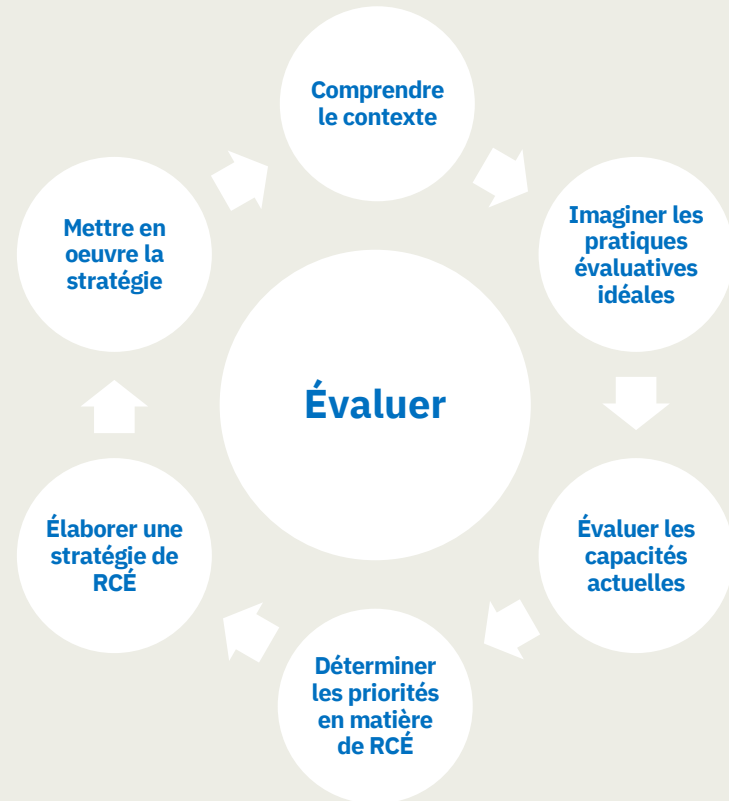 Comprendre
le contexte
Imaginer les
pratiques
évaluatives
idéales
Évaluer les
capacités
actuelles
Déterminer
les priorités
en matière
de RCÉ
Élaborer une
stratégie de
RCÉ
Mettre en
oeuvre la
stratégie
Évaluer